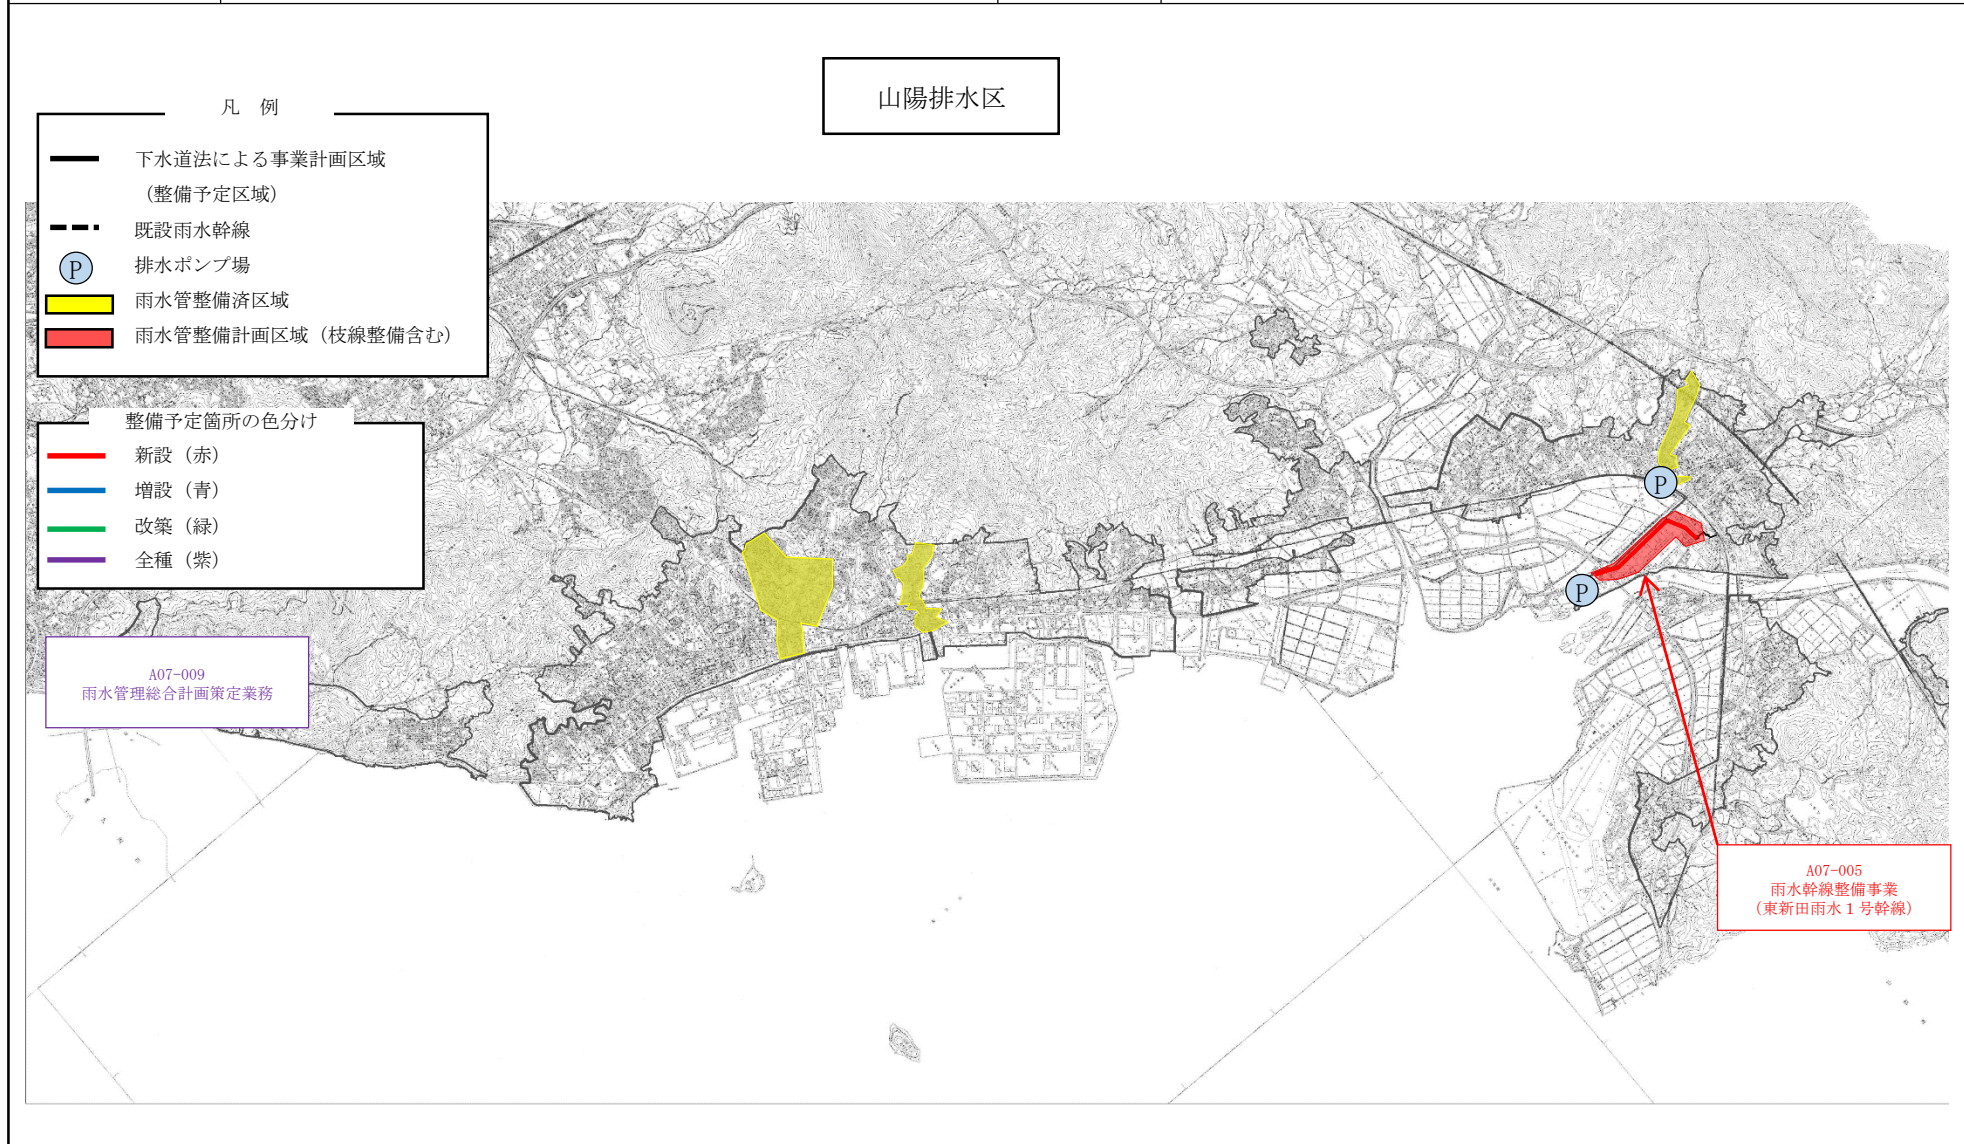 山陽排水区
凡 例
下水道法による事業計画区域
（整備予定区域）
既設雨水幹線
P 排水ポンプ場
雨水管整備済区域
雨水管整備計画区域（枝線整備含む）
整備予定箇所の色分け
新設（赤）
増設（青）
改築（緑）
全種（紫）
P
P
A07-009
雨水管理総合計画策定業務
A07-005
雨水幹線整備事業
（東新田雨水１号幹線）